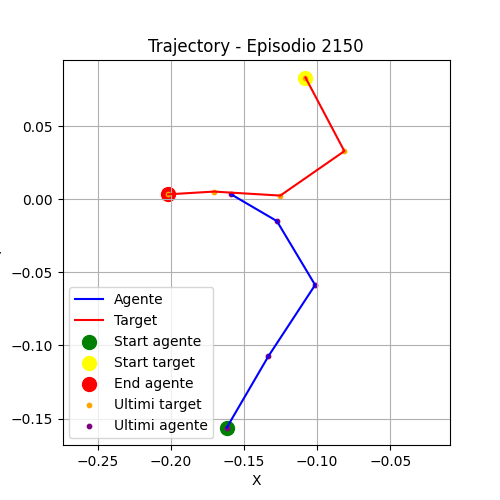 Trajectory - Episodio 2150
0.05
0.00
−0.05
−0.10
−0.15
Agente
Target
Start agente
Start target
End agente
Ultimi target
Ultimi agente
−0.25
−0.20
−0.15
−0.10
−0.05
X